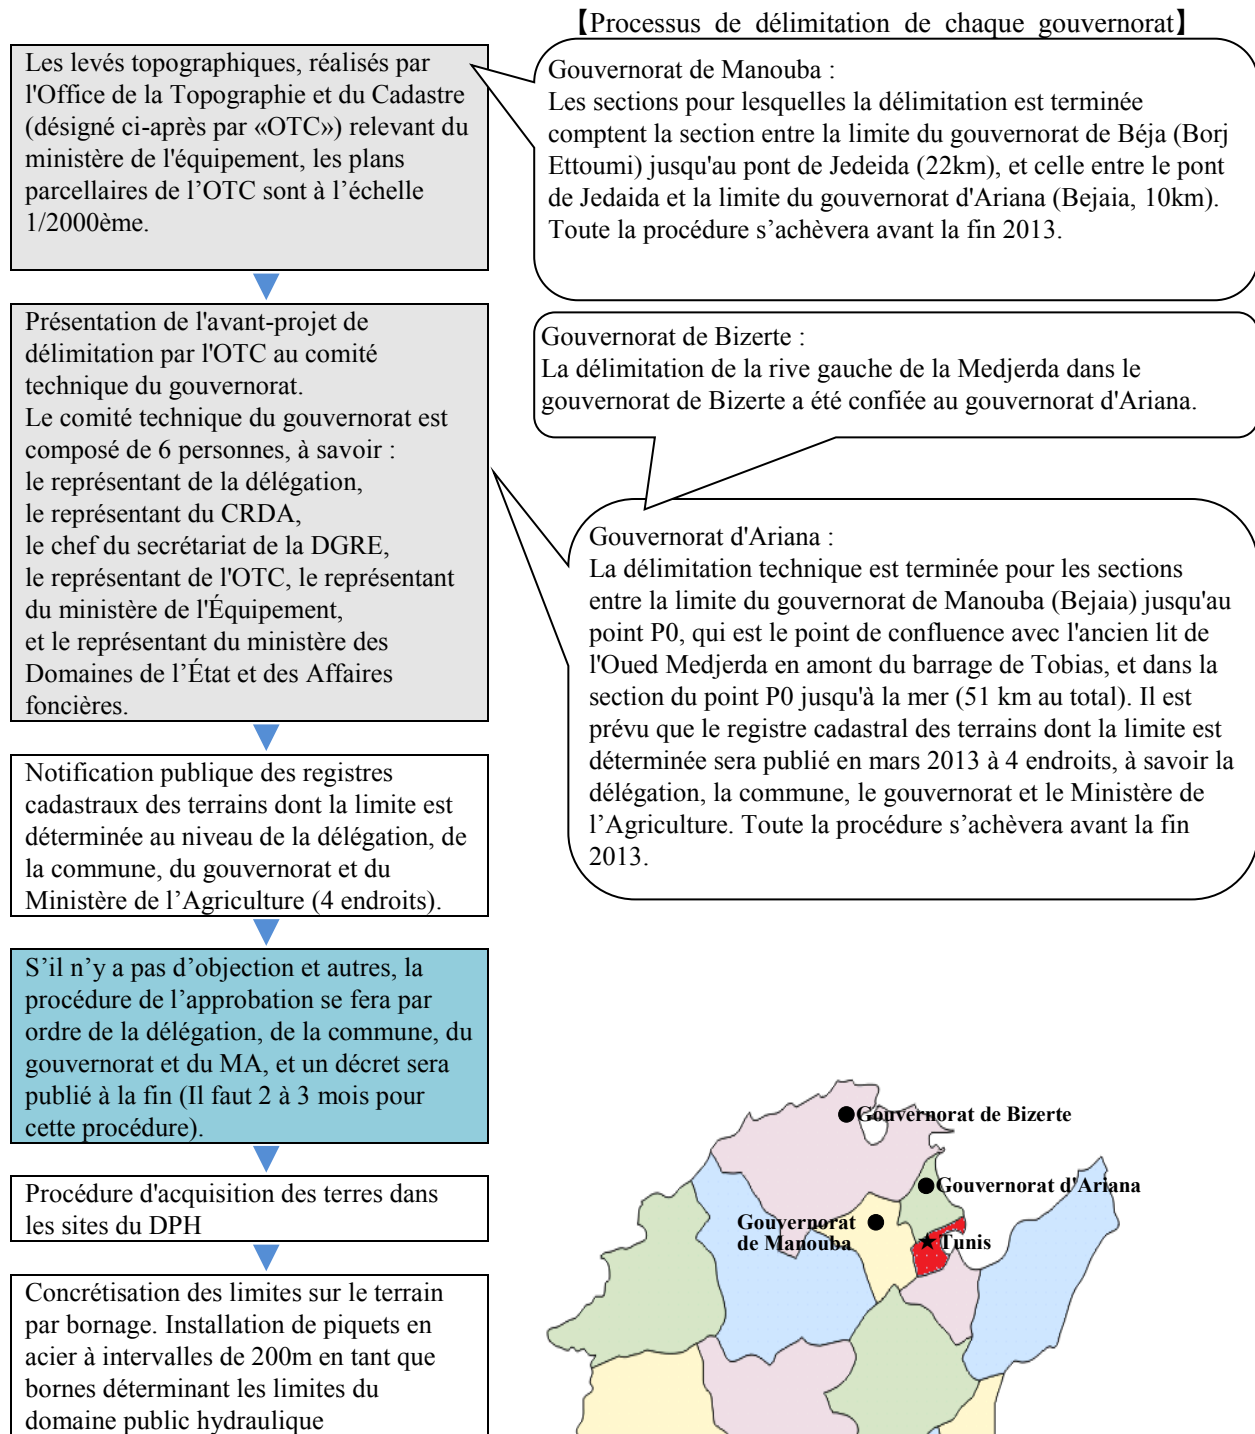 【Processus de délimitation de chaque gouvernorat】
Les levés topographiques, réalisés par
l'Office de la Topographie et du Cadastre
(désigné ci-après par «OTC») relevant du
ministère de l'équipement, les plans
parcellaires de l’OTC sont à l’échelle
1/2000ème.
Gouvernorat de Manouba :
Les sections pour lesquelles la délimitation est terminée
comptent la section entre la limite du gouvernorat de Béja (Borj
Ettoumi) jusqu'au pont de Jedeida (22km), et celle entre le pont
de Jedaida et la limite du gouvernorat d'Ariana (Bejaia, 10km).
Toute la procédure s’achèvera avant la fin 2013.
Présentation de l'avant-projet de
délimitation par l'OTC au comité
technique du gouvernorat.
Le comité technique du gouvernorat est
composé de 6 personnes, à savoir :
le représentant de la délégation,
le représentant du CRDA,
le chef du secrétariat de la DGRE,
le représentant de l'OTC, le représentant
du ministère de l'Équipement,
et le représentant du ministère des
Domaines de l’État et des Affaires
foncières.
Gouvernorat de Bizerte :
La délimitation de la rive gauche de la Medjerda dans le
gouvernorat de Bizerte a été confiée au gouvernorat d'Ariana.
Gouvernorat d'Ariana :
La délimitation technique est terminée pour les sections
entre la limite du gouvernorat de Manouba (Bejaia) jusqu'au
point P0, qui est le point de confluence avec l'ancien lit de
l'Oued Medjerda en amont du barrage de Tobias, et dans la
section du point P0 jusqu'à la mer (51 km au total). Il est
prévu que le registre cadastral des terrains dont la limite est
déterminée sera publié en mars 2013 à 4 endroits, à savoir la
délégation, la commune, le gouvernorat et le Ministère de
l’Agriculture. Toute la procédure s’achèvera avant la fin
2013.
Notification publique des registres
cadastraux des terrains dont la limite est
déterminée au niveau de la délégation, de
la commune, du gouvernorat et du
Ministère de l’Agriculture (4 endroits).
S’il n’y a pas d’objection et autres, la
procédure de l’approbation se fera par
ordre de la délégation, de la commune, du
gouvernorat et du MA, et un décret sera
publié à la fin (Il faut 2 à 3 mois pour
cette procédure).
Procédure d'acquisition des terres dans
les sites du DPH
Concrétisation des limites sur le terrain
par bornage. Installation de piquets en
acier à intervalles de 200m en tant que
bornes déterminant les limites du
domaine public hydraulique
Gouvernorat de Bizerte
Gouvernorat d'Ariana
Gouvernorat
de Manouba
Tunis